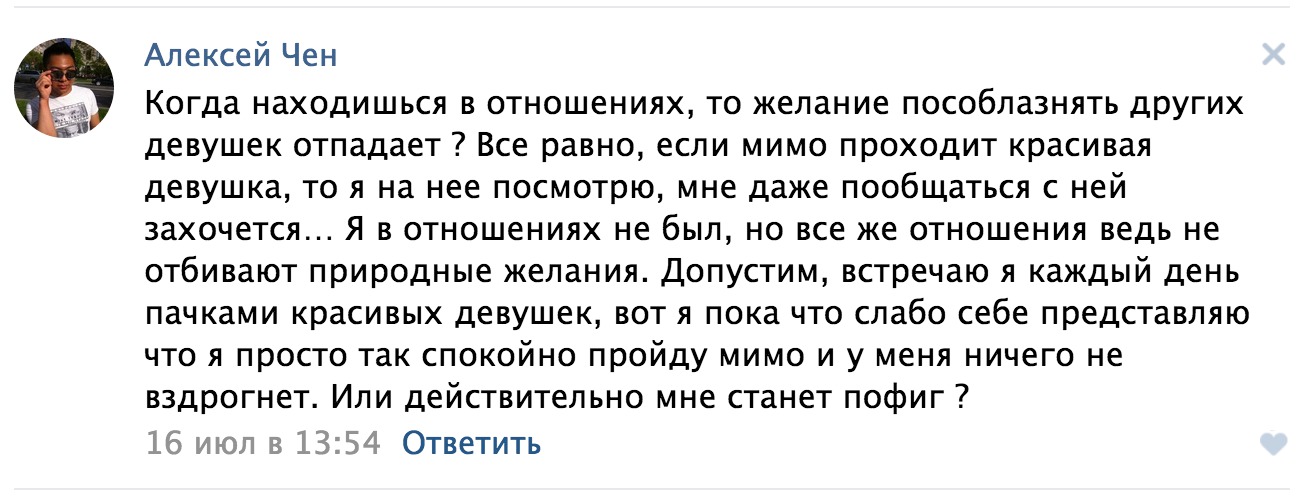 Алексей Чен
Когда находишься в отношениях, то желание пособлазнять других
девушек отпадает ? Все равно, если мимо проходит красивая
девушка, то я на нее посмотрю, мне даже пообщаться с ней
захочется... Я в отношениях не был, но все же отношения ведь не
отбивают природные желания. Допустим, встречаю я каждый день
пачками красивых девушек, вот я пока что слабо себе представляю
что я просто так спокойно пройду мимо и у меня ничего не
вздрогнет. Или действительно мне станет пофиг ?
16 июл в 13:54 Ответить